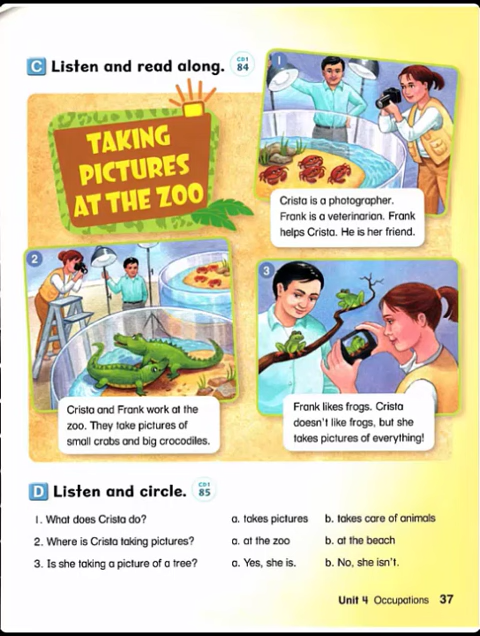 C Listen and read along. CD1 84
TAKING
PICTURES
AT THE ZOO
1
Crista is a photographer.
Frank is a veterinarian. Frank
helps Crista. He is her friend.
2
Crista and Frank work at the
zoo. They take pictures of
small crabs and big crocodiles.
3
Frank likes frogs. Crista
doesn't like frogs, but she
takes pictures of everything!
D Listen and circle. CD1 85
1. What does Crista do? a. takes pictures b. takes care of animals
2. Where is Crista taking pictures? a. at the zoo b. at the beach
3. Is she taking a picture of a tree? a. Yes, she is. b. No, she isn't.
Unit 4 Occupations 37